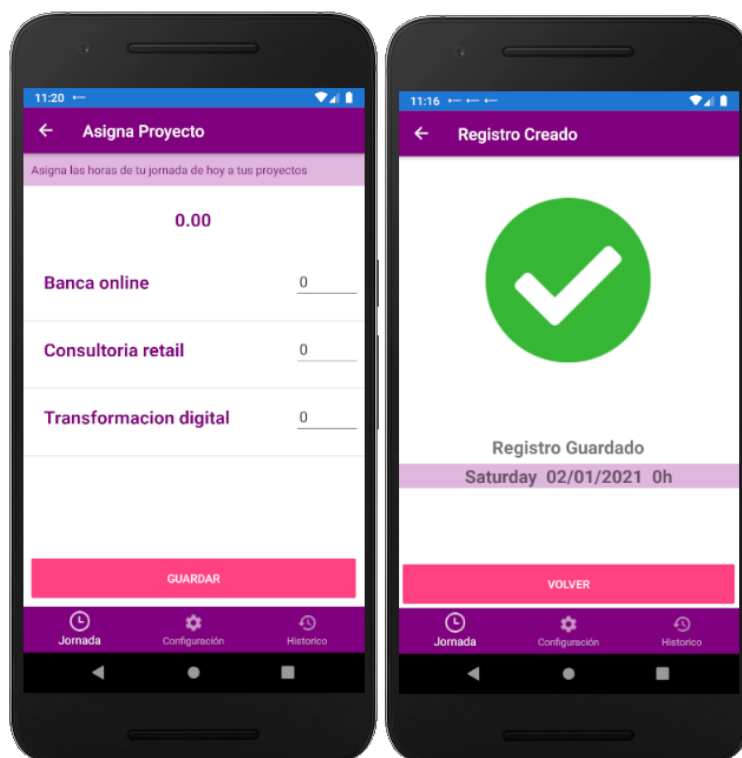 11:20
Asigna Proyecto
Asigna las horas de tu jornada de hoy a tus proyectos
0.00
Banca online 0
Consultoria retail 0
Transformacion digital 0
GUARDAR
Jornada Configuración Historico
11:16
Registro Creado
Registro Guardado
Saturday 02/01/2021 0h
VOLVER
Jornada Configuración Historico